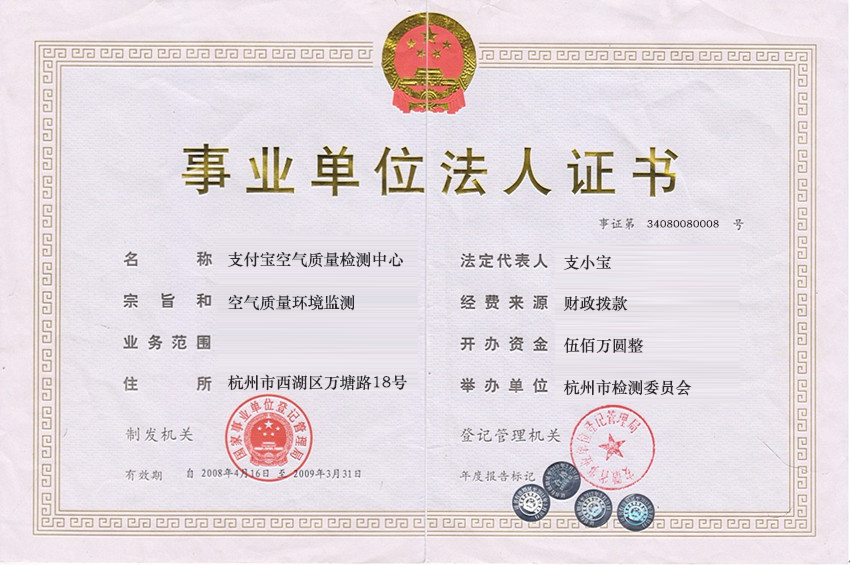 事业单位法人证书
事证第 34080080008 号
名称 支付宝空气质量检测中心
宗旨和 空气质量环境监测
业务范围
住所 杭州市西湖区万塘路18号
法定代表人 支小宝
经费来源 财政拨款
开办资金 伍佰万圆整
举办单位 杭州市检测委员会
制发机关
国家事业单位登记管理局
有效期 自 2008年4月16日 至 2009年3月31日
登记管理机关
安徽省事业单位登记管理局
年度报告标记